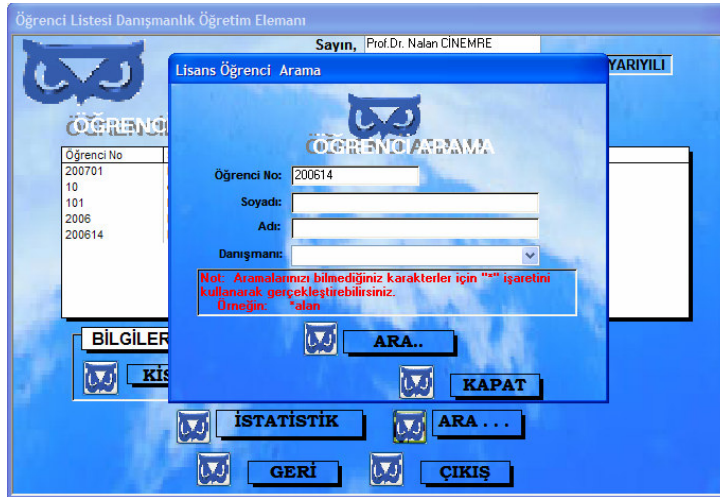 Öğrenci Listesi Danışmanlık Öğretim Elemanı
Sayın, Prof.Dr. Nalan CİNEMRE
YARIYILI
Lisans Öğrenci Arama
ÖĞRENCİ ARAMA
Öğrenci No
200701
10
101
2006
200614
Öğrenci No: 200614
Soyadı:
Adı:
Danışmanı:
Not: Aramalarınızı bilmediğiniz karakterler için "*" işaretini
kullanarak gerçekleştirebilirsiniz.
Örneğin: *alan
ARA..
KAPAT
BİLGİLER
İSTATİSTİK
ARA . . .
GERİ
ÇIKIŞ